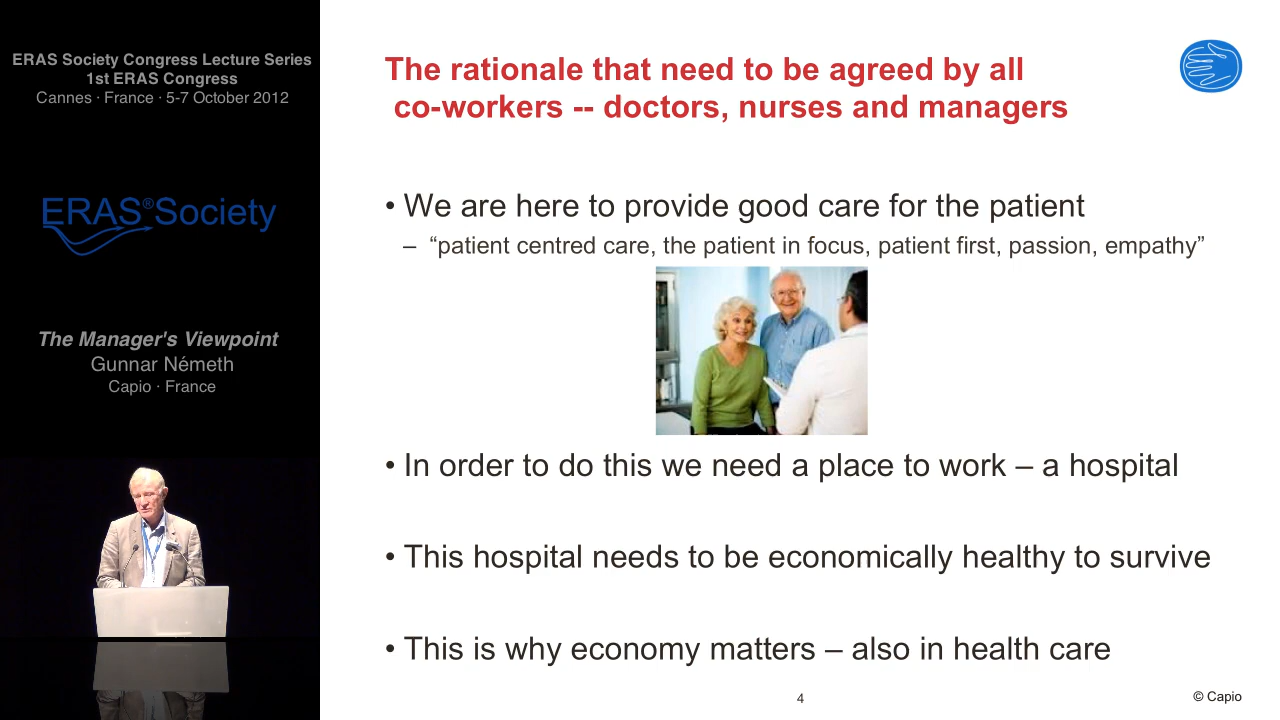 ERAS Society Congress Lecture Series
1st ERAS Congress
Cannes · France · 5-7 October 2012
ERAS®Society
The Manager's Viewpoint
Gunnar Németh
Capio · France
The rationale that need to be agreed by all
co-workers -- doctors, nurses and managers
• We are here to provide good care for the patient
– “patient centred care, the patient in focus, patient first, passion, empathy”
• In order to do this we need a place to work – a hospital
• This hospital needs to be economically healthy to survive
• This is why economy matters – also in health care
4
© Capio